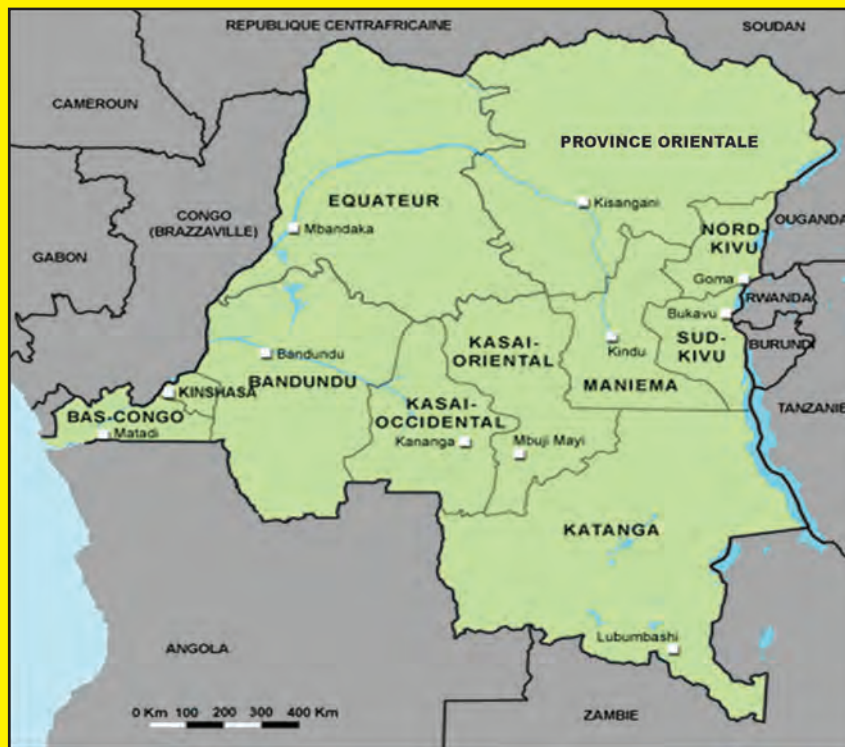 REPUBLIQUE CENTRAFRICAINE
SOUDAN
CAMEROUN
PROVINCE ORIENTALE
EQUATEUR
Kisangani
CONGO
(BRAZZAVILLE)
Mbandaka
NORD-
KIVU
OUGANDA
GABON
Goma
RWANDA
Bukavu
KASAI-
ORIENTAL
Kindu
SUD-
KIVU
BURUNDI
Bandundu
BANDUNDU
MANIEMA
KINSHASA
KASAI-
OCCIDENTAL
TANZANIE
BAS-CONGO
Matadi
Kananga
Mbuji Mayi
KATANGA
Lubumbashi
ANGOLA
0 Km 100 200 300 400 Km
ZAMBIE